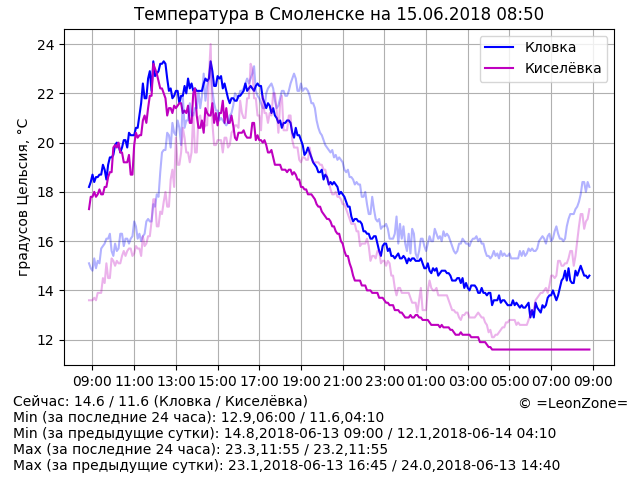 Температура в Смоленске на 15.06.2018 08:50
Кловка
Киселёвка
градусов Цельсия, °C
24
22
20
18
16
14
12
09:00 11:00 13:00 15:00 17:00 19:00 21:00 23:00 01:00 03:00 05:00 07:00 09:00
Сейчас: 14.6 / 11.6 (Кловка / Киселёвка)
© =LeonZone=
Min (за последние 24 часа): 12.9,06:00 / 11.6,04:10
Min (за предыдущие сутки): 14.8,2018-06-13 09:00 / 12.1,2018-06-14 04:10
Max (за последние 24 часа): 23.3,11:55 / 23.2,11:55
Max (за предыдущие сутки): 23.1,2018-06-13 16:45 / 24.0,2018-06-13 14:40